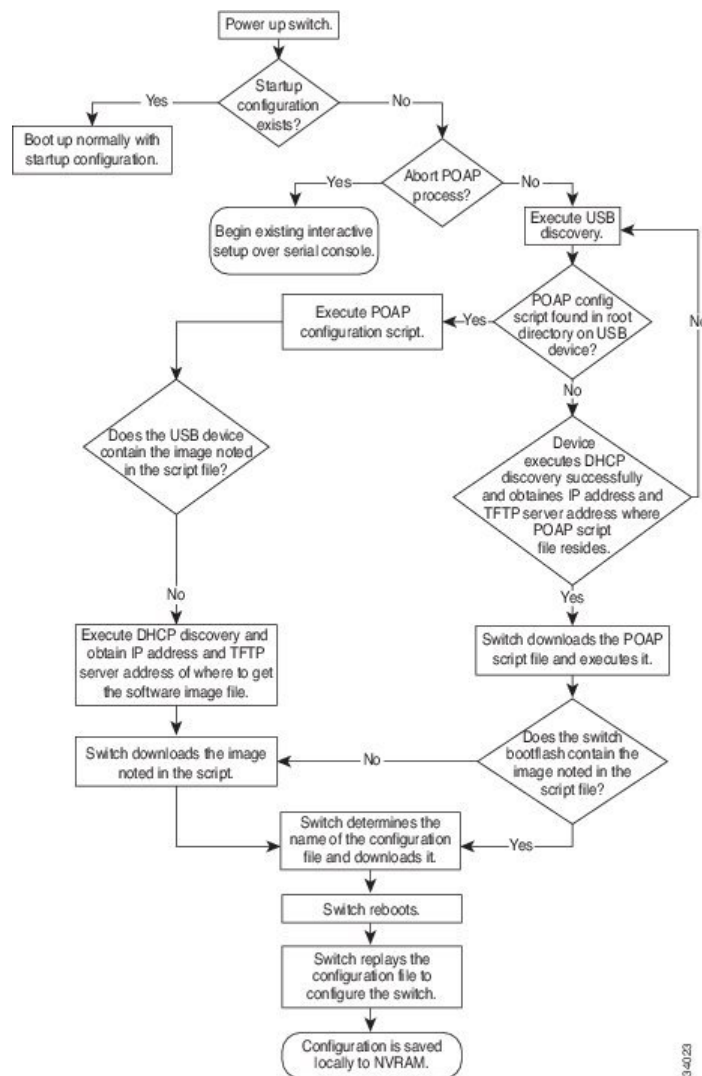 Power up switch.
Startup
configuration
exists?
Yes
No
Boot up normally with
startup configuration.
Abort POAP
process?
Yes
No
Begin existing interactive
setup over serial console.
Execute USB
discovery.
POAP config
script found in root
directory on USB
device?
Yes
Execute POAP
configuration script.
No
No
Does the USB device
contain the image noted
in the script file?
Device
executes DHCP
discovery successfully
and obtaines IP address and
TFTP server address where
POAP script
file resides.
No
Yes
Execute DHCP discovery and
obtain IP address and TFTP
server address of where to get
the software image file.
Switch downloads the POAP
script file and executes it.
Does the switch
bootflash contain the
image noted in the
script file?
No
Switch downloads the image
noted in the script.
Yes
Switch determines the
name of the configuration
file and downloads it.
Switch reboots.
Switch replays the
configuration file to
configure the switch.
Configuration is saved
locally to NVRAM.
34023